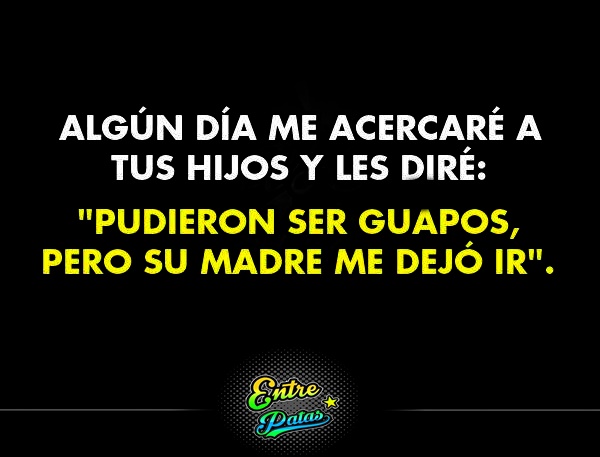 ALGÚN DÍA ME ACERCARÉ A
TUS HIJOS Y LES DIRÉ:
"PUDIERON SER GUAPOS,
PERO SU MADRE ME DEJÓ IR".
Entre
Patas